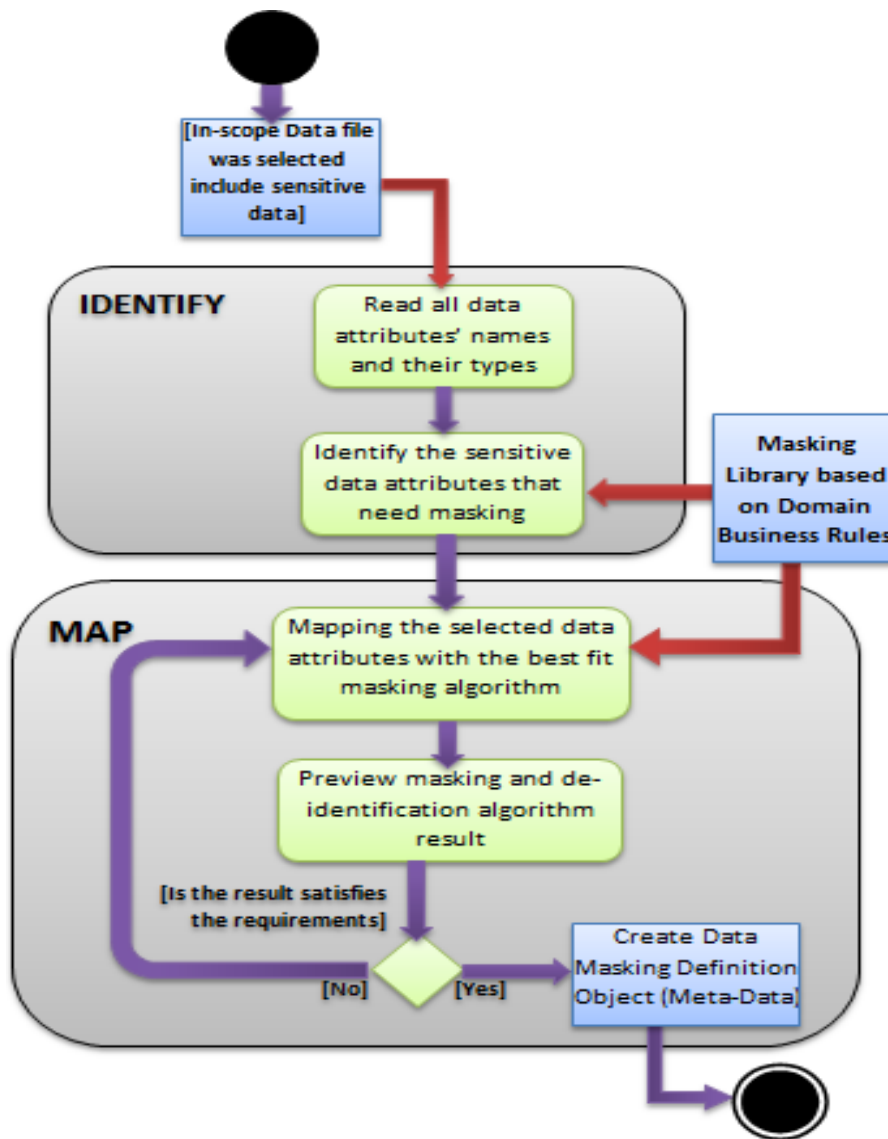 [In-scope Data file
was selected
include sensitive
data]
IDENTIFY
Read all data
attributes' names
and their types
Identify the sensitive
data attributes that
need masking
Masking
Library based
on Domain
Business Rules
MAP
Mapping the selected data
attributes with the best fit
masking algorithm
Preview masking and de-
identification algorithm
result
[Is the result satisfies
the requirements]
[No]
[Yes]
Create Data
Masking Definition
Object (Meta-Data)